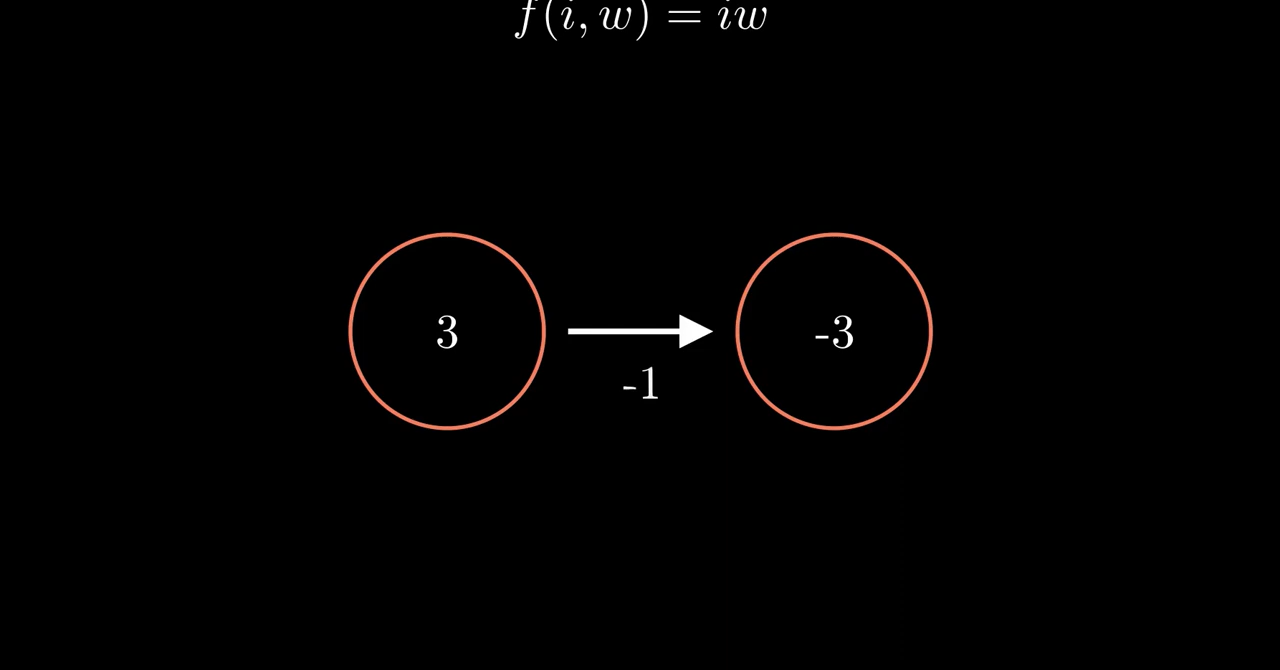 f(i, w) = iw
3
-3
-1